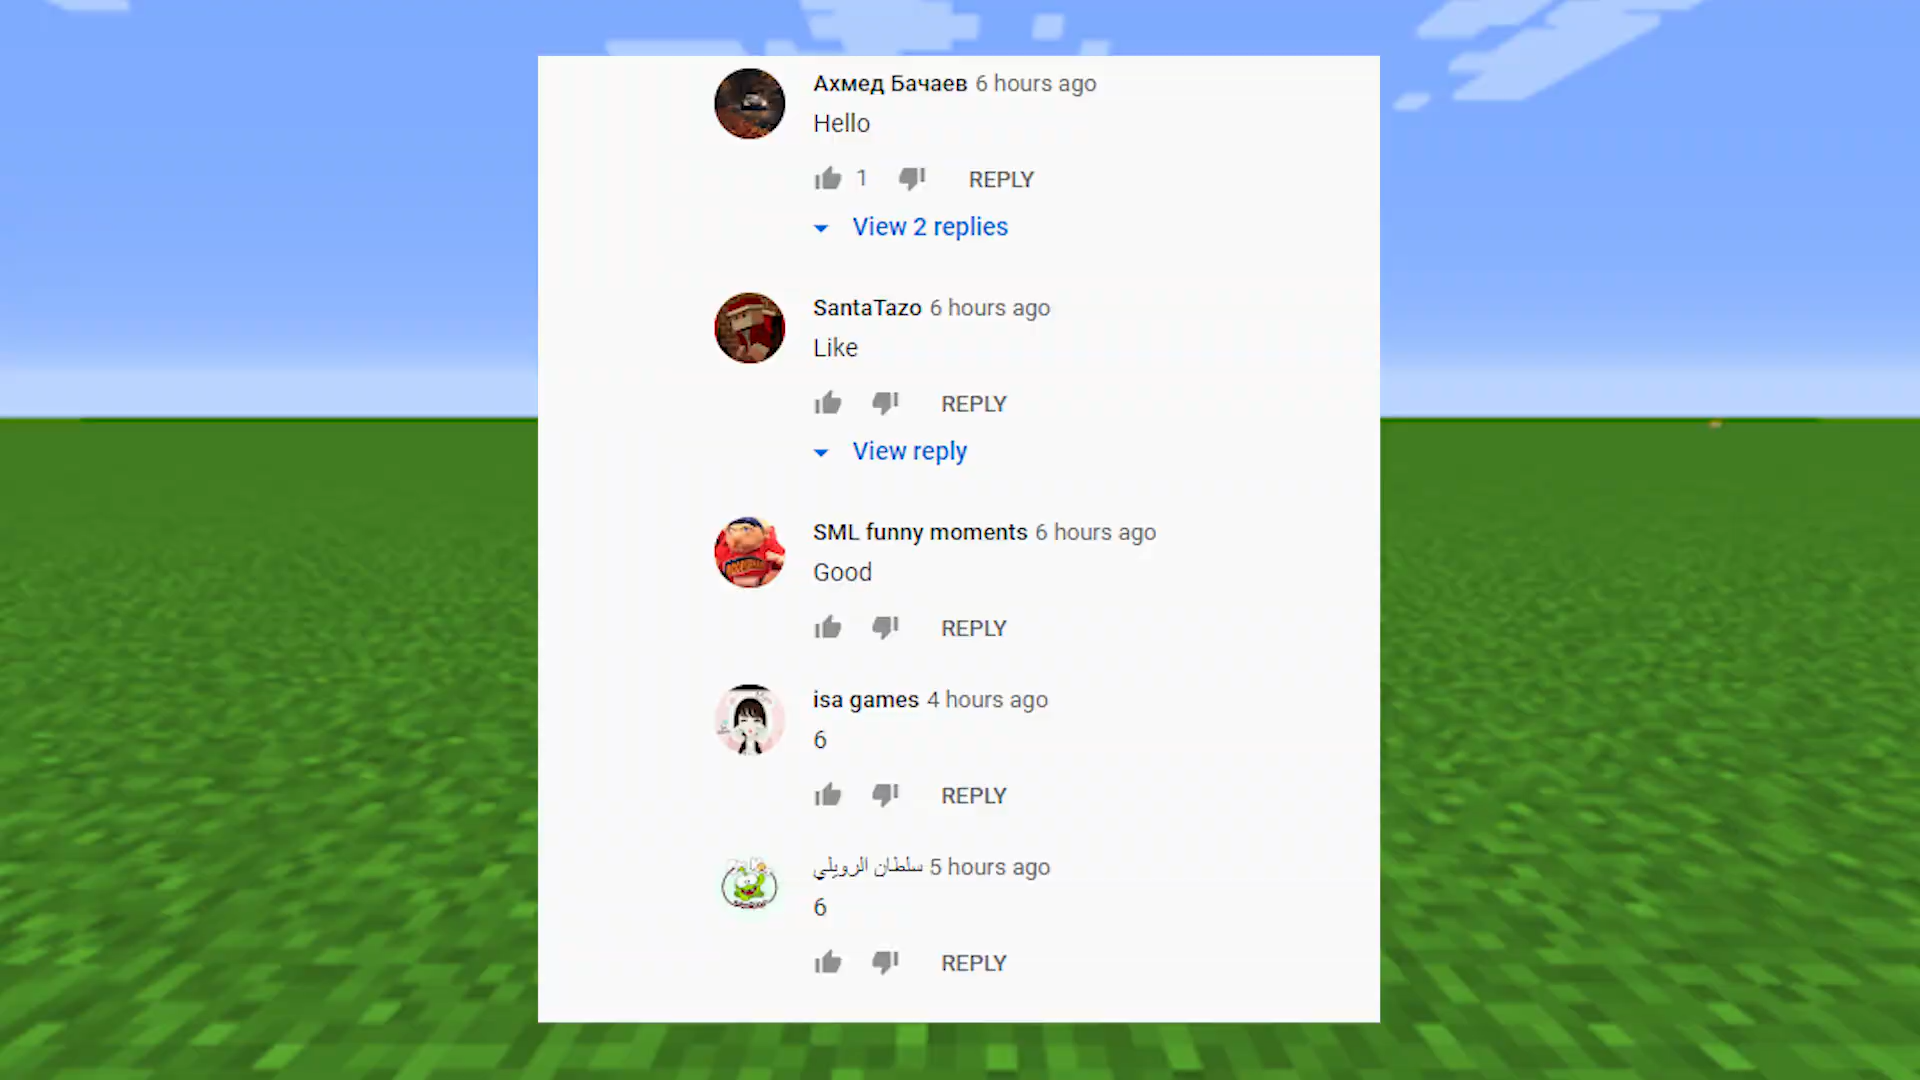 Ахмед Бачаев 6 hours ago
Hello
1 REPLY
View 2 replies
SantaTazo 6 hours ago
Like
REPLY
View reply
SML funny moments 6 hours ago
Good
REPLY
isa games 4 hours ago
6
REPLY
سلطان الرويلي 5 hours ago
6
REPLY